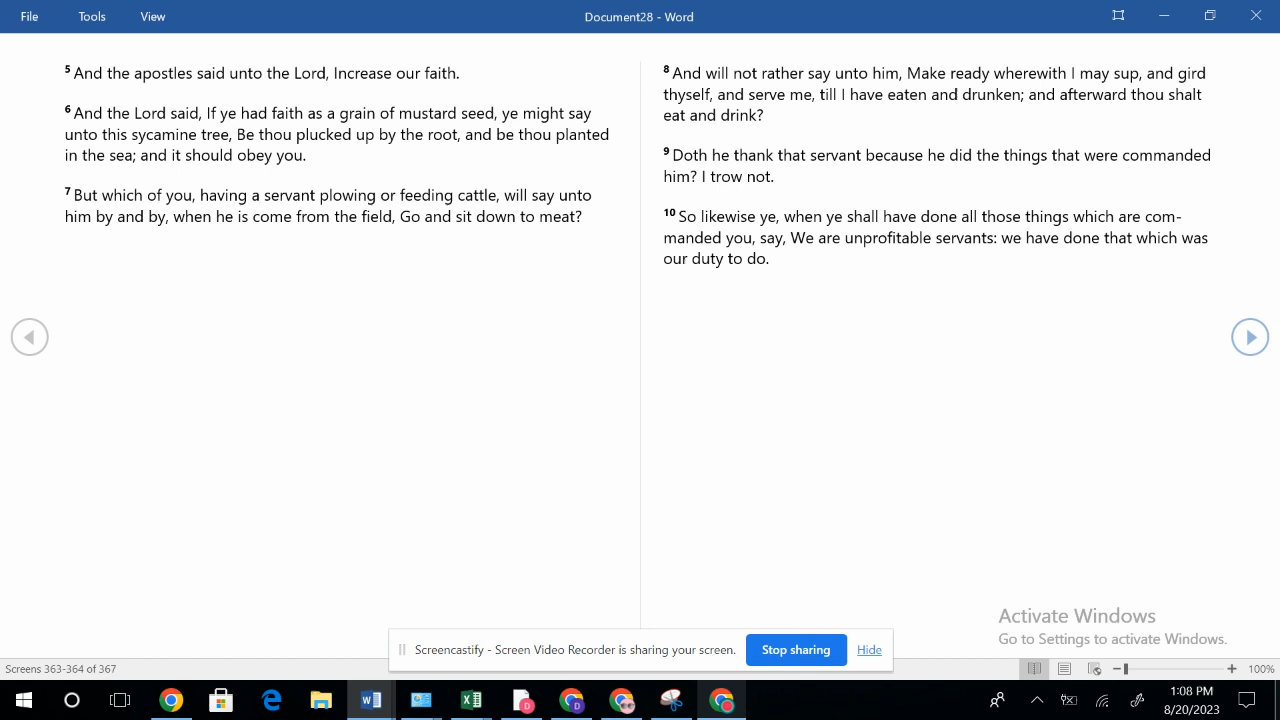 File Tools View Document28 - Word
5 And the apostles said unto the Lord, Increase our faith.
6 And the Lord said, If ye had faith as a grain of mustard seed, ye might say
unto this sycamine tree, Be thou plucked up by the root, and be thou planted
in the sea; and it should obey you.
7 But which of you, having a servant plowing or feeding cattle, will say unto
him by and by, when he is come from the field, Go and sit down to meat?
8 And will not rather say unto him, Make ready wherewith I may sup, and gird
thyself, and serve me, till I have eaten and drunken; and afterward thou shalt
eat and drink?
9 Doth he thank that servant because he did the things that were commanded
him? I trow not.
10 So likewise ye, when ye shall have done all those things which are com-
manded you, say, We are unprofitable servants: we have done that which was
our duty to do.
Activate Windows
Go to Settings to activate Windows.
Screencastify - Screen Video Recorder is sharing your screen. Stop sharing Hide
Screens 363-364 of 367 100%
1:08 PM
8/20/2023